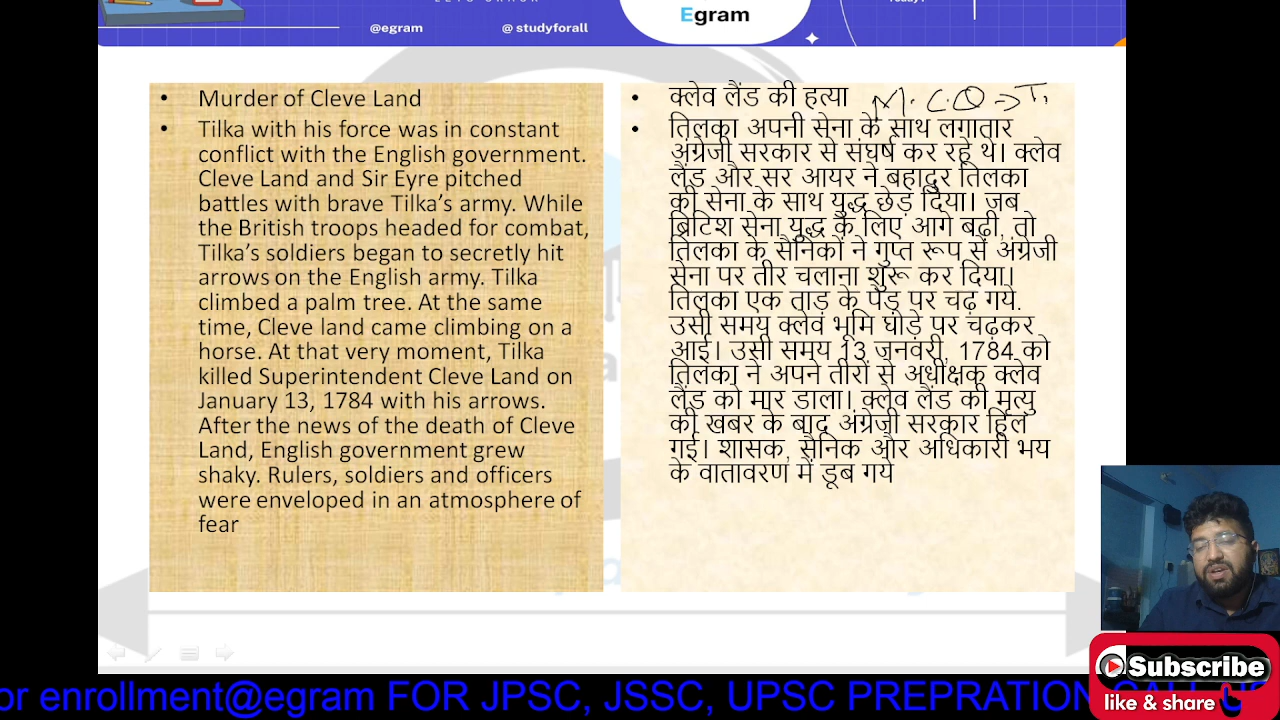 Egram
@egram
@ studyforall
• Murder of Cleve Land
• Tilka with his force was in constant
conflict with the English government.
Cleve Land and Sir Eyre pitched
battles with brave Tilka's army. While
the British troops headed for combat,
Tilka's soldiers began to secretly hit
arrows on the English army. Tilka
climbed a palm tree. At the same
time, Cleve land came climbing on a
horse. At that very moment, Tilka
killed Superintendent Cleve Land on
January 13, 1784 with his arrows.
After the news of the death of Cleve
Land, English government grew
shaky. Rulers, soldiers and officers
were enveloped in an atmosphere of
fear
• क्लेव लैंड की हत्या
• तिलका अपनी सेना के साथ लगातार
अंग्रेजी सरकार से संघर्ष कर रहे थे। क्लेव
लैंड और सर आयर ने बहादुर तिलका
की सेना के साथ युद्ध छेड़ दिया। जब
ब्रिटिश सेना युद्ध के लिए आगे बढ़ी, तो
तिलका के सैनिकों ने गुप्त रूप से अंग्रेजी
सेना पर तीर चलाना शुरू कर दिया।
तिलका एक ताड़ के पेड़ पर चढ़ गये.
उसी समय क्लेव भूमि घोड़े पर चढ़कर
आई। उसी समय 13 जनवरी, 1784 को
तिलका ने अपने तीरों से अधीक्षक क्लेव
लैंड को मार डाला। क्लेव लैंड की मृत्यु
की खबर के बाद अंग्रेजी सरकार हिल
गई। शासक, सैनिक और अधिकारी भय
के वातावरण में डूब गये
Subscribe
like & share
or enrollment@egram FOR JPSC, JSSC, UPSC PREPRATION